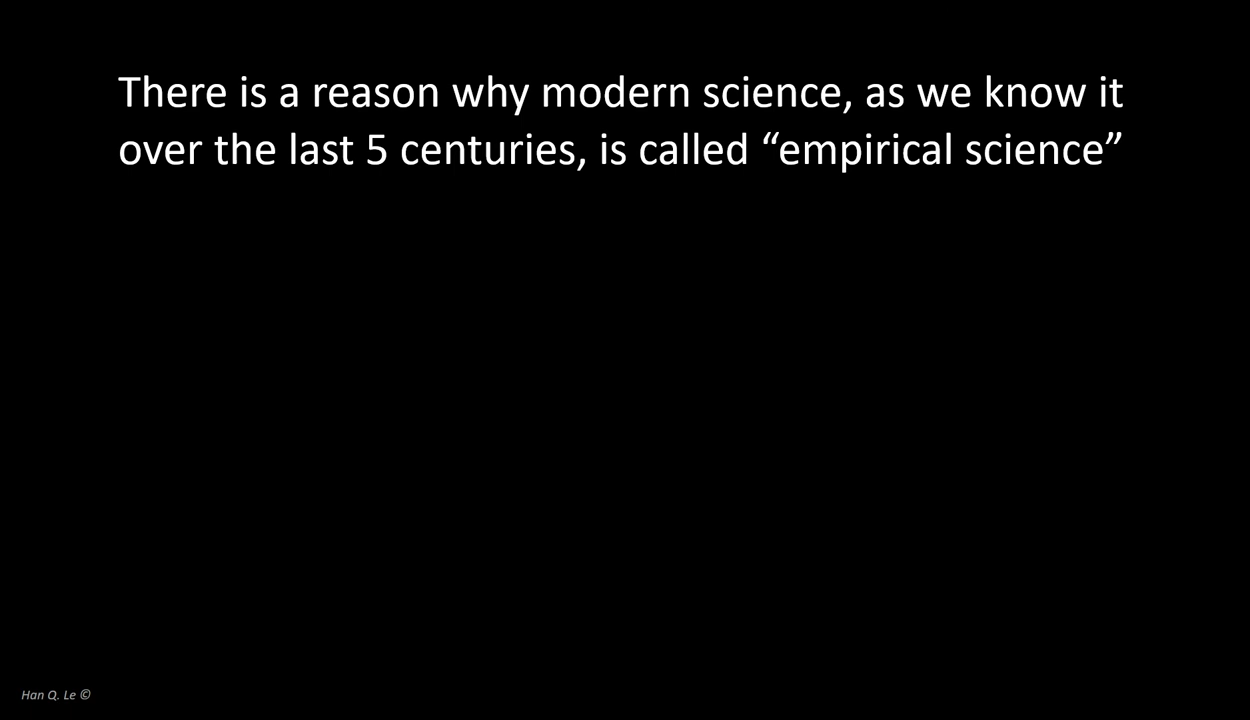 There is a reason why modern science, as we know it
over the last 5 centuries, is called “empirical science”
Han Q. Le ©